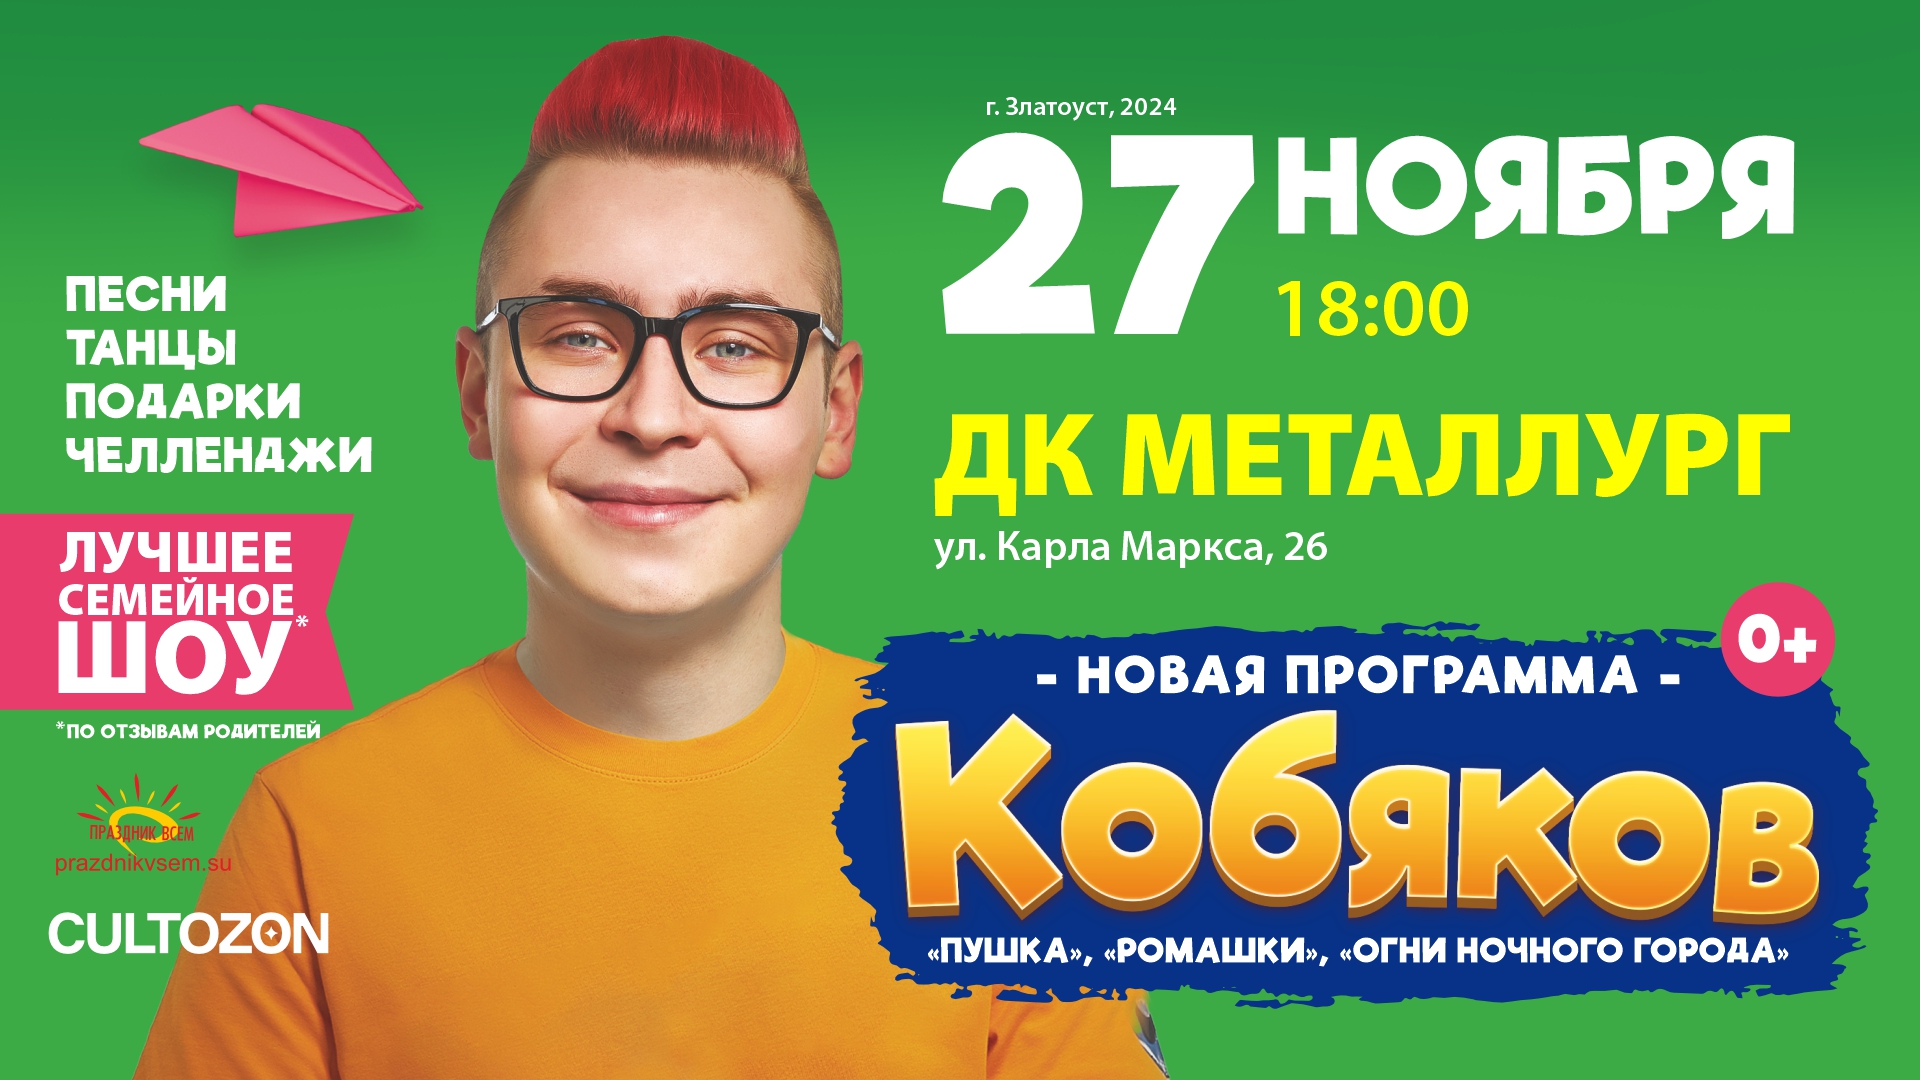 г. Златоуст, 2024
27 НОЯБРЯ
18:00
ДК МЕТАЛЛУРГ
ул. Карла Маркса, 26
ПЕСНИ
ТАНЦЫ
ПОДАРКИ
ЧЕЛЛЕНДЖИ
ЛУЧШЕЕ
СЕМЕЙНОЕ
ШОУ*
*ПО ОТЗЫВАМ РОДИТЕЛЕЙ
ПРАЗДНИК ВСЕМ
prazdnikvsem.su
CULTOZON
0+
- НОВАЯ ПРОГРАММА -
Кобяков
«ПУШКА», «РОМАШКИ», «ОГНИ НОЧНОГО ГОРОДА»